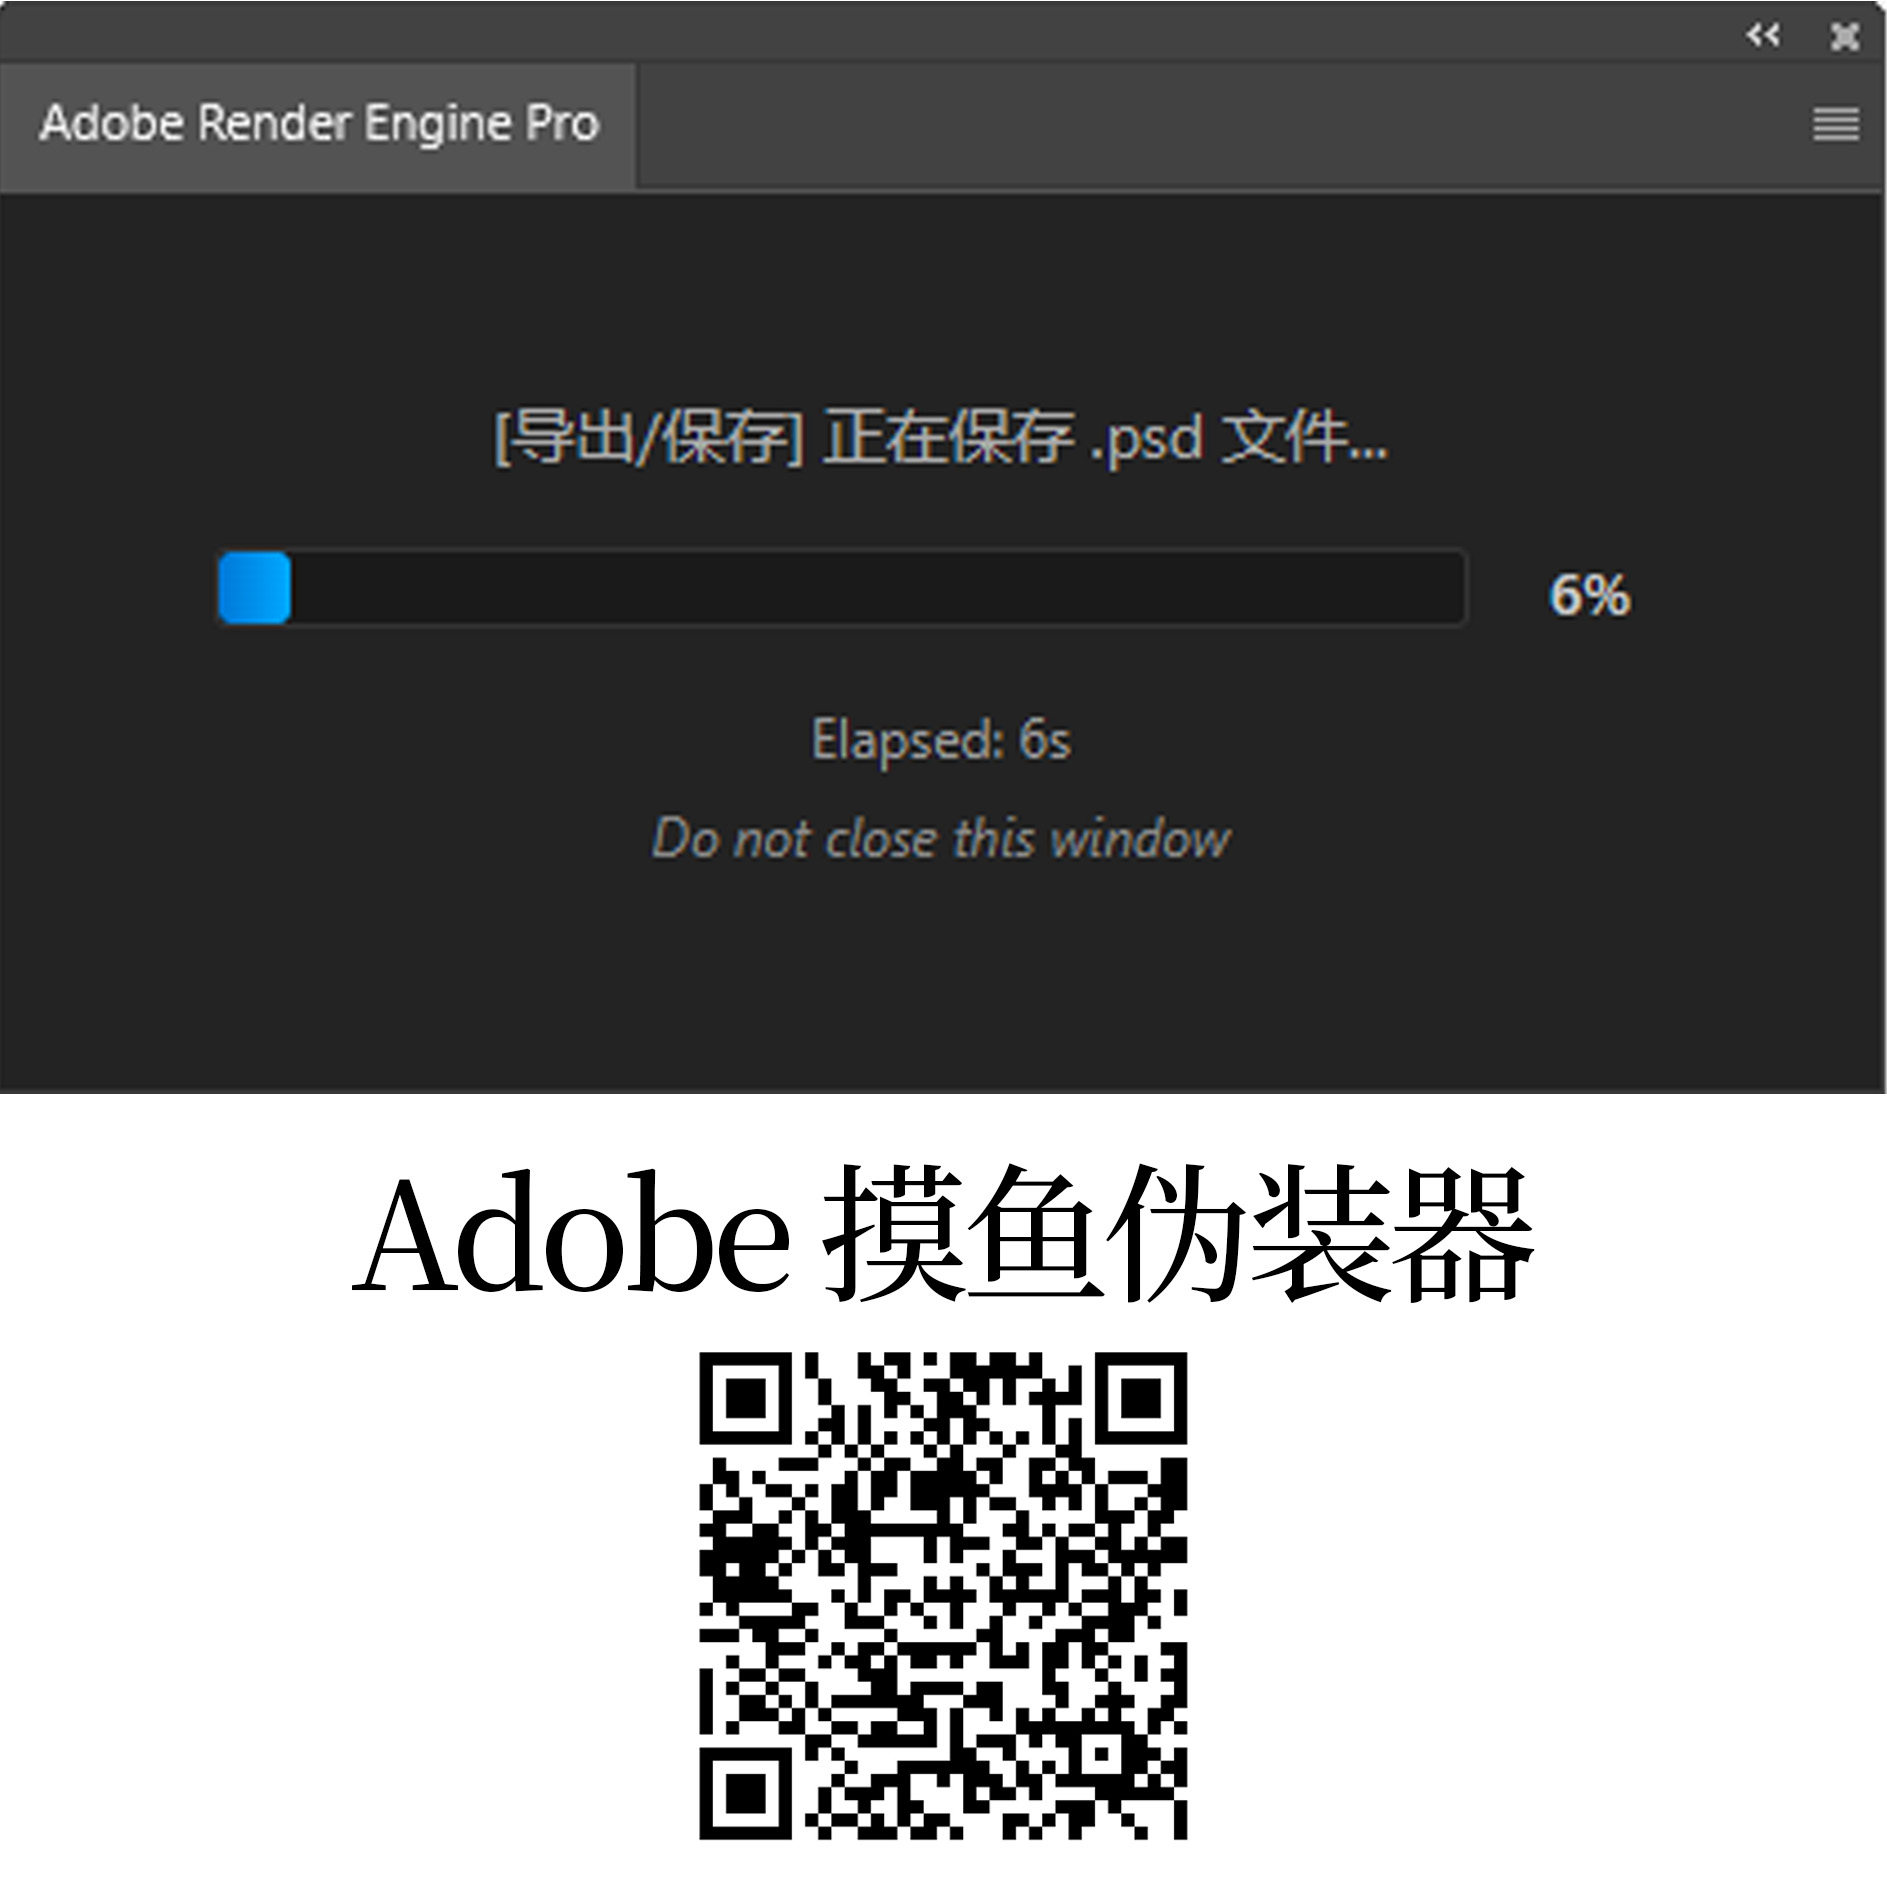 Adobe Render Engine Pro
[导出/保存] 正在保存 .psd 文件...
6%
Elapsed: 6s
Do not close this window
Adobe 摸鱼伪装器